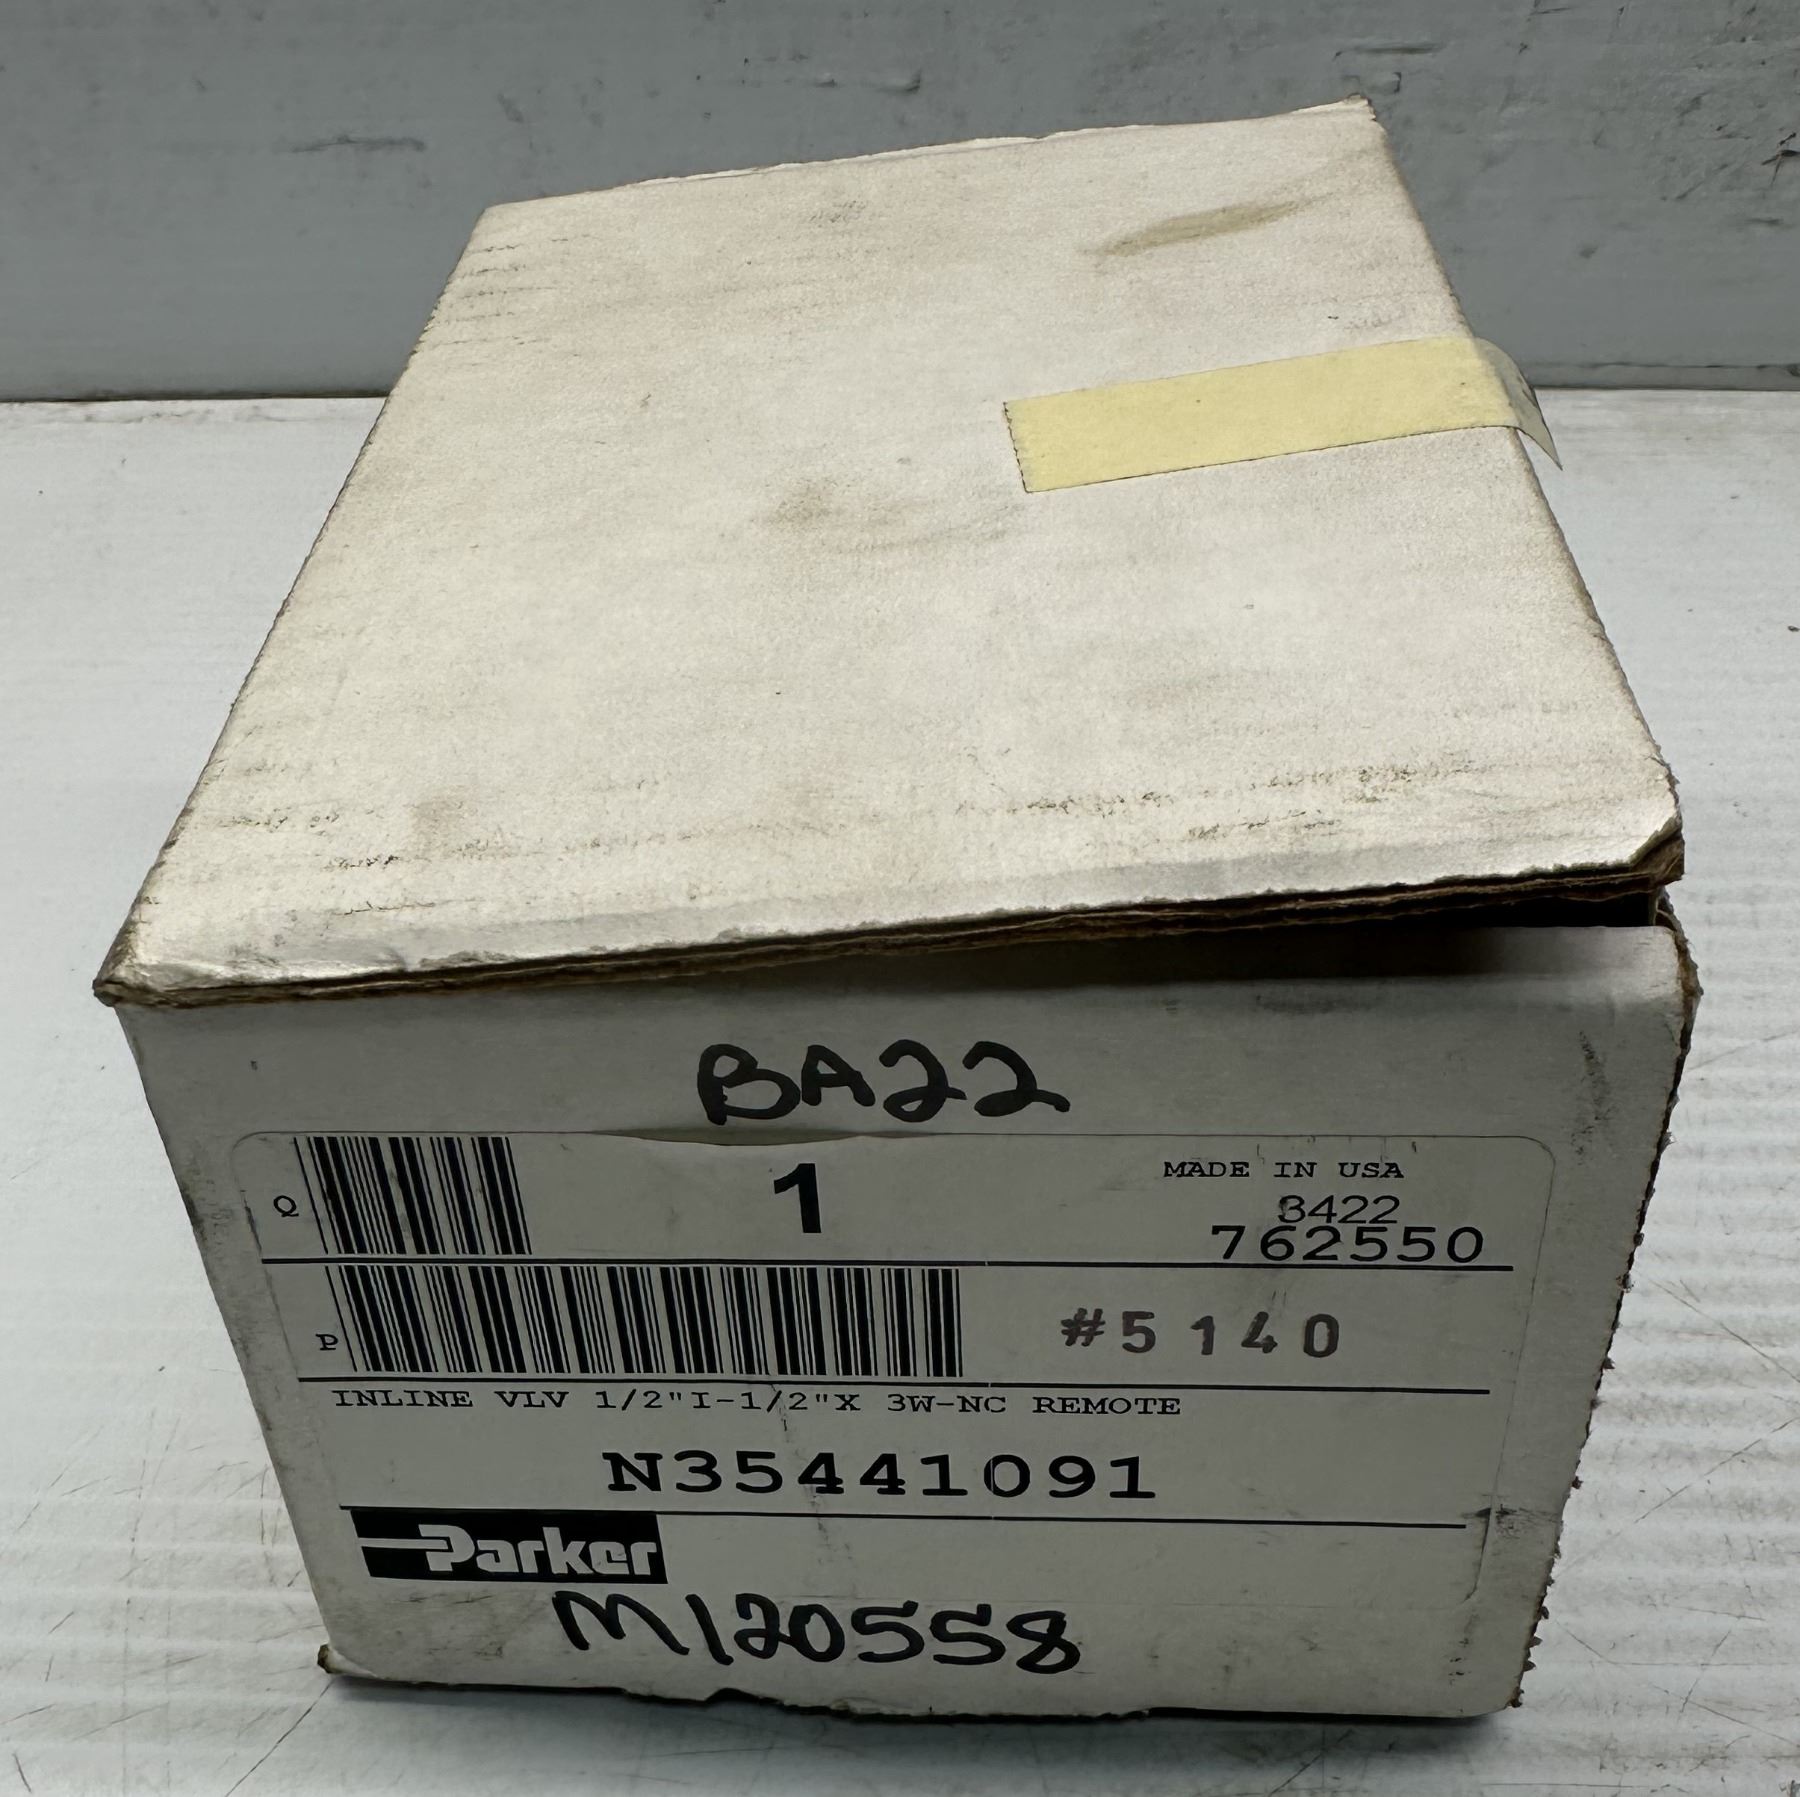 BA22
Q 1 MADE IN USA
3422
762550
P #5140
INLINE VLV 1/2"I-1/2"X 3W-NC REMOTE
N35441091
Parker
M120558